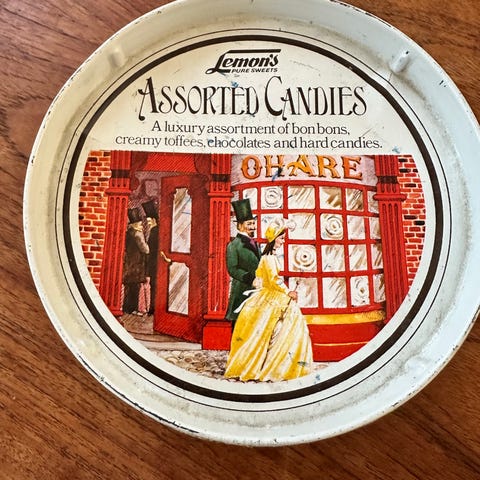 Lemon's
PURE SWEETS
ASSORTED CANDIES
A luxury assortment of bon bons,
creamy toffees, chocolates and hard candies.
OHARE